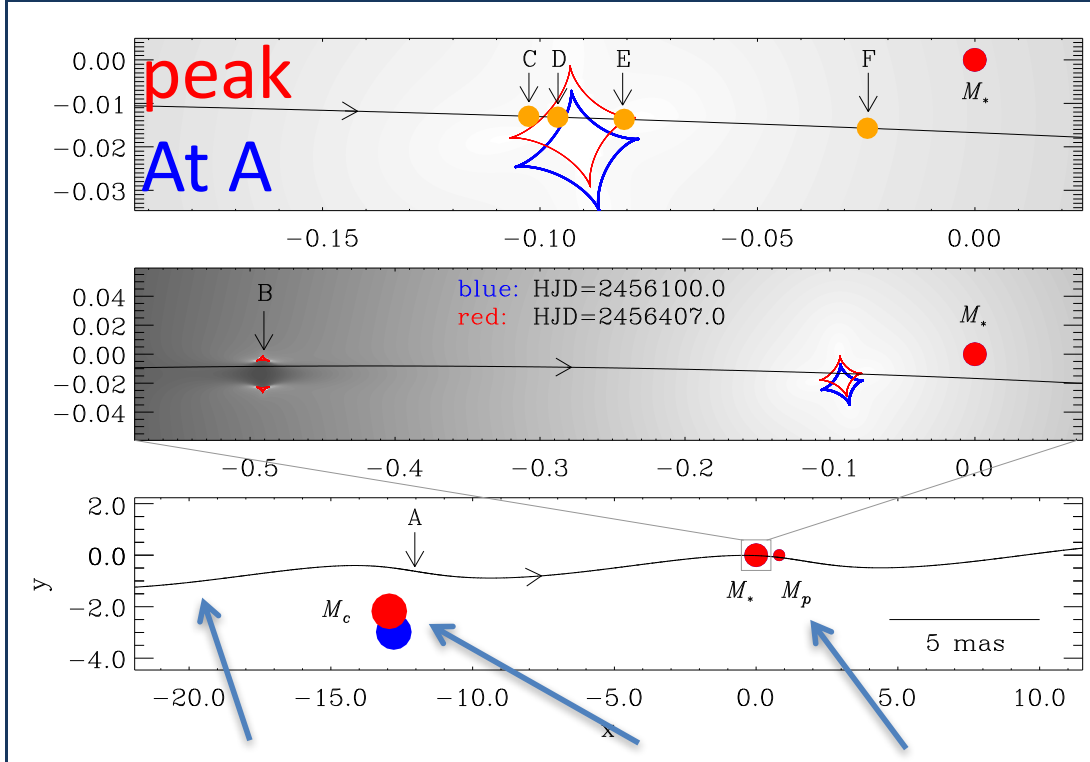 0.00
−0.01
−0.02
−0.03
peak
At A
C D E F
M*
−0.15 −0.10 −0.05 0.00
0.04
0.02
0.00
−0.02
−0.04
B
blue: HJD=2456100.0
red: HJD=2456407.0
M*
−0.5 −0.4 −0.3 −0.2 −0.1 0.0
2.0
0.0
−2.0
−4.0
y
A
Mc
M* Mp
5 mas
−20.0 −15.0 −10.0 −5.0 0.0 5.0 10.0
x